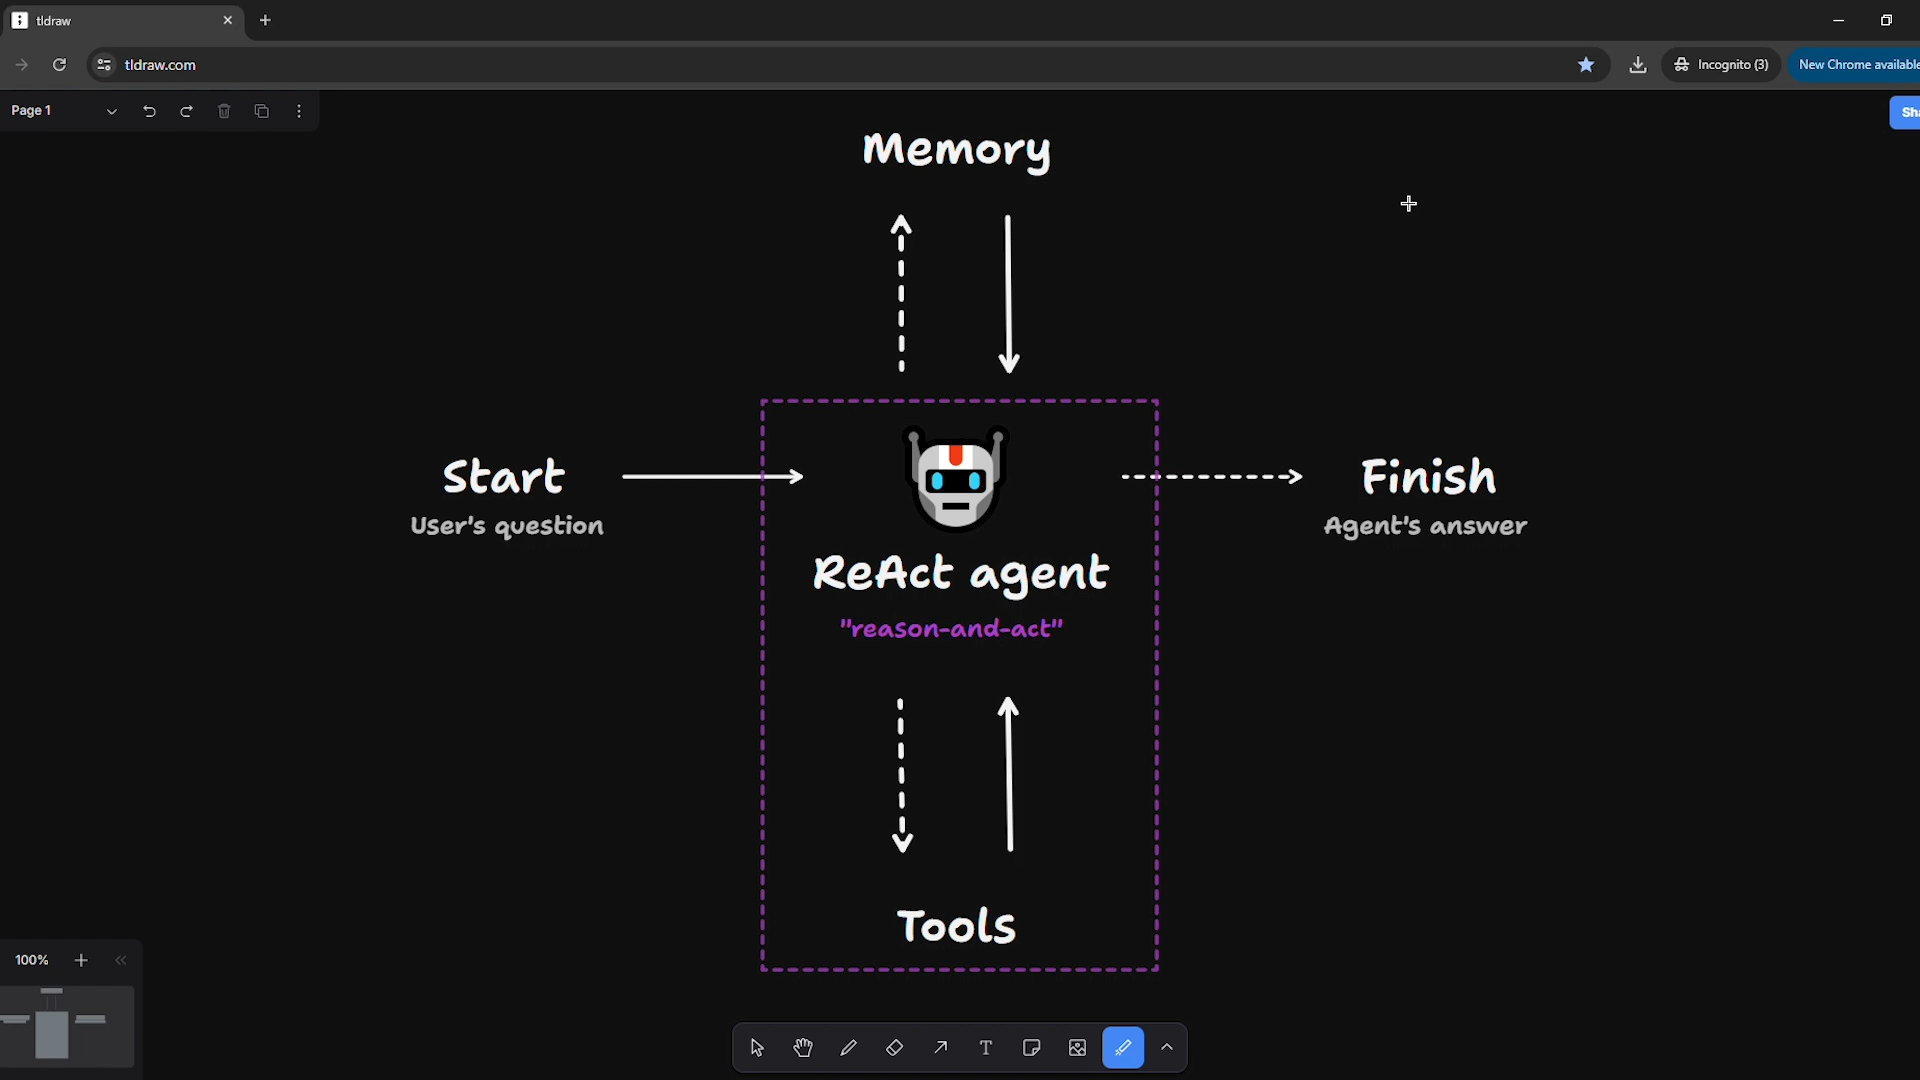 tldraw
tldraw.com
Incognito (3)
New Chrome available
Page 1
Sha
Memory
Start
User's question
Finish
Agent's answer
ReAct agent
"reason-and-act"
Tools
100%
T